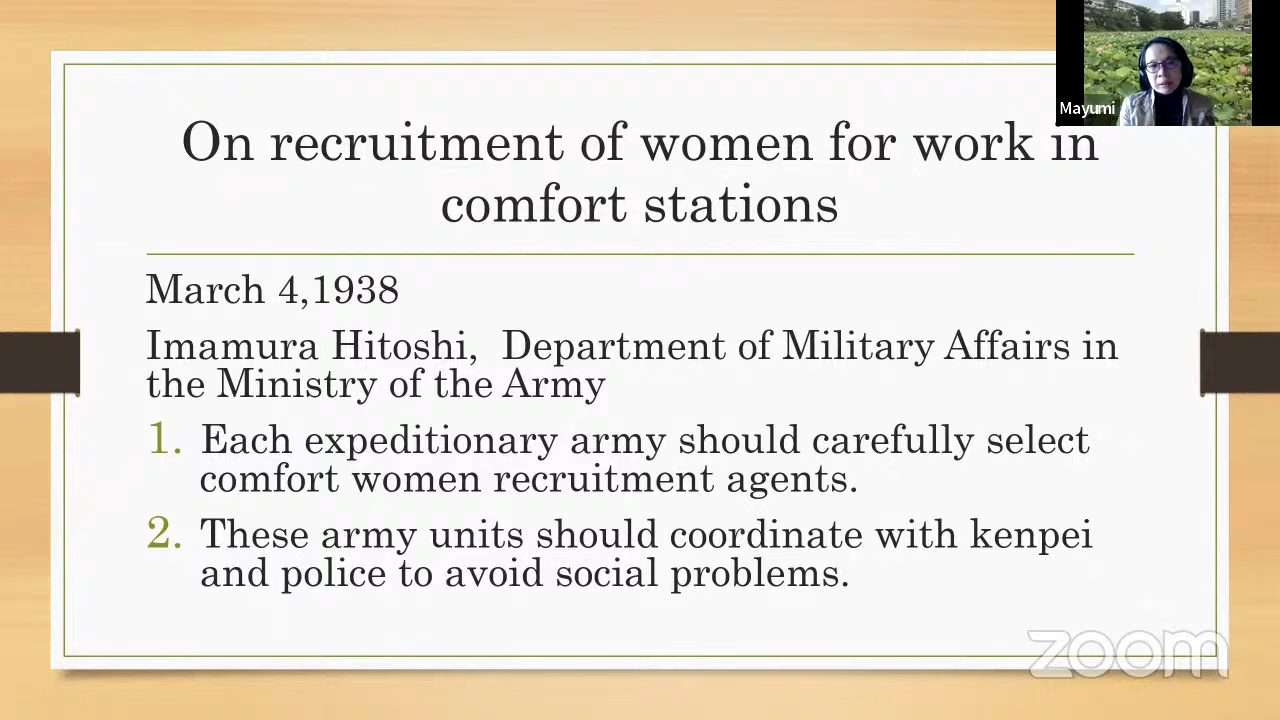 Mayumi
On recruitment of women for work in
comfort stations
March 4,1938
Imamura Hitoshi,  Department of Military Affairs in
the Ministry of the Army
1. Each expeditionary army should carefully select
comfort women recruitment agents.
2. These army units should coordinate with kenpei
and police to avoid social problems.
zoom